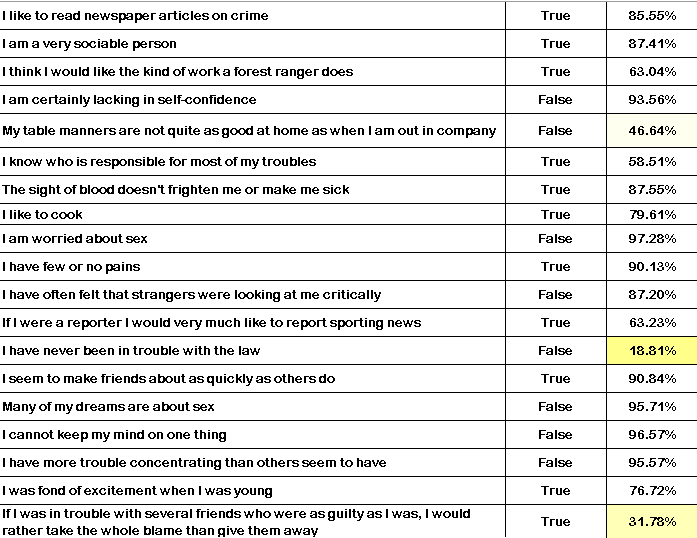 I like to read newspaper articles on crime True 85.55%
I am a very sociable person True 87.41%
I think I would like the kind of work a forest ranger does True 63.04%
I am certainly lacking in self-confidence False 93.56%
My table manners are not quite as good at home as when I am out in company False 46.64%
I know who is responsible for most of my troubles True 58.51%
The sight of blood doesn't frighten me or make me sick True 87.55%
I like to cook True 79.61%
I am worried about sex False 97.28%
I have few or no pains True 90.13%
I have often felt that strangers were looking at me critically False 87.20%
If I were a reporter I would very much like to report sporting news True 63.23%
I have never been in trouble with the law False 18.81%
I seem to make friends about as quickly as others do True 90.84%
Many of my dreams are about sex False 95.71%
I cannot keep my mind on one thing False 96.57%
I have more trouble concentrating than others seem to have False 95.57%
I was fond of excitement when I was young True 76.72%
If I was in trouble with several friends who were as guilty as I was, I would
rather take the whole blame than give them away True 31.78%